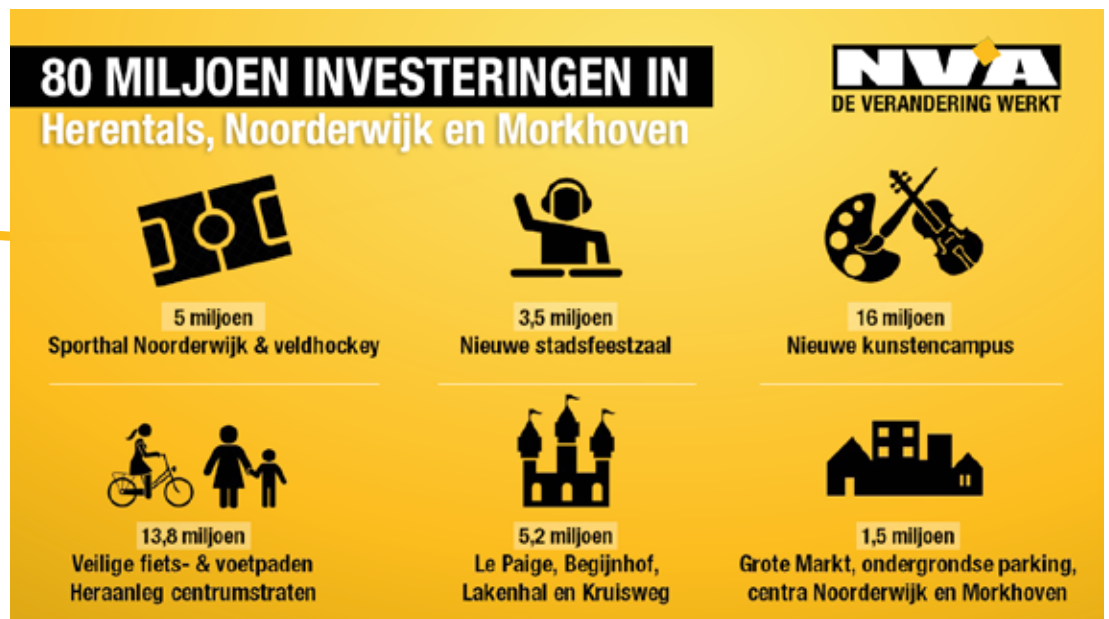 80 MILJOEN INVESTERINGEN IN
Herentals, Noorderwijk en Morkhoven
N-VA
DE VERANDERING WERKT
5 miljoen
Sporthal Noorderwijk & veldhockey
3,5 miljoen
Nieuwe stadsfeestzaal
16 miljoen
Nieuwe kunstencampus
13,8 miljoen
Veilige fiets- & voetpaden
Heraanleg centrumstraten
5,2 miljoen
Le Paige, Begijnhof,
Lakenhal en Kruisweg
1,5 miljoen
Grote Markt, ondergrondse parking,
centra Noorderwijk en Morkhoven